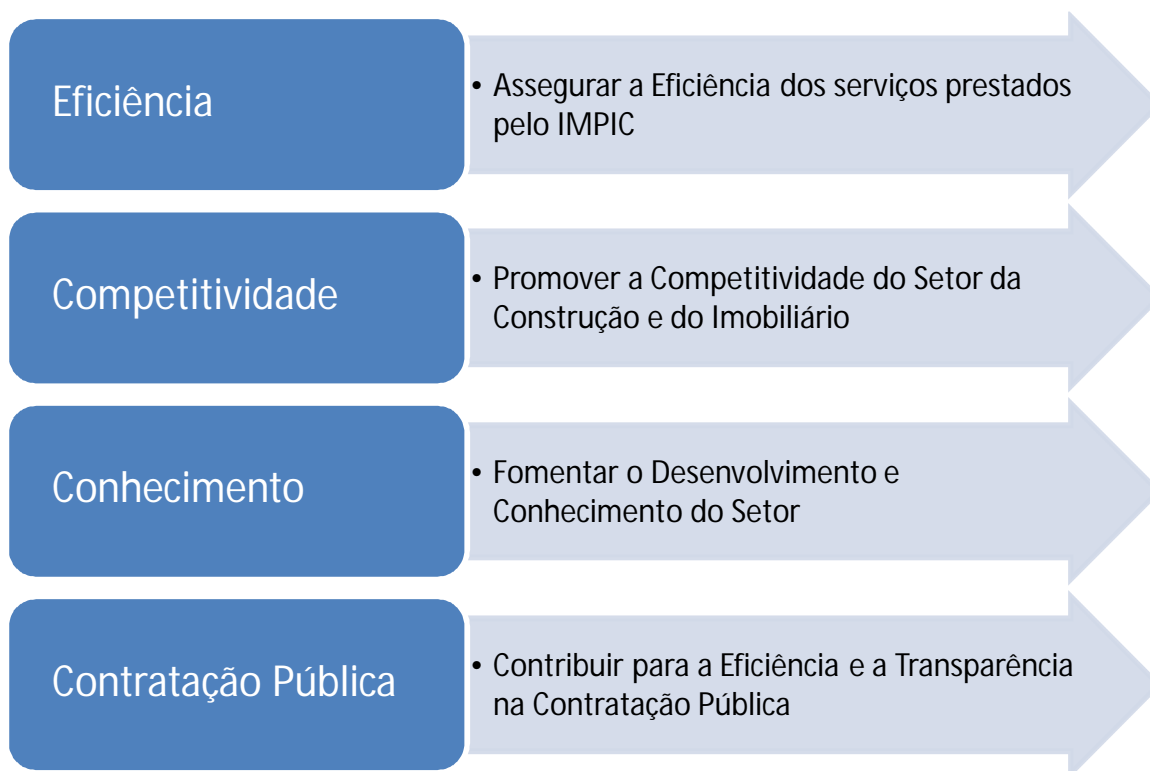 Eficiência
• Assegurar a Eficiência dos serviços prestados
pelo IMPIC
Competitividade
• Promover a Competitividade do Setor da
Construção e do Imobiliário
Conhecimento
• Fomentar o Desenvolvimento e
Conhecimento do Setor
Contratação Pública
• Contribuir para a Eficiência e a Transparência
na Contratação Pública